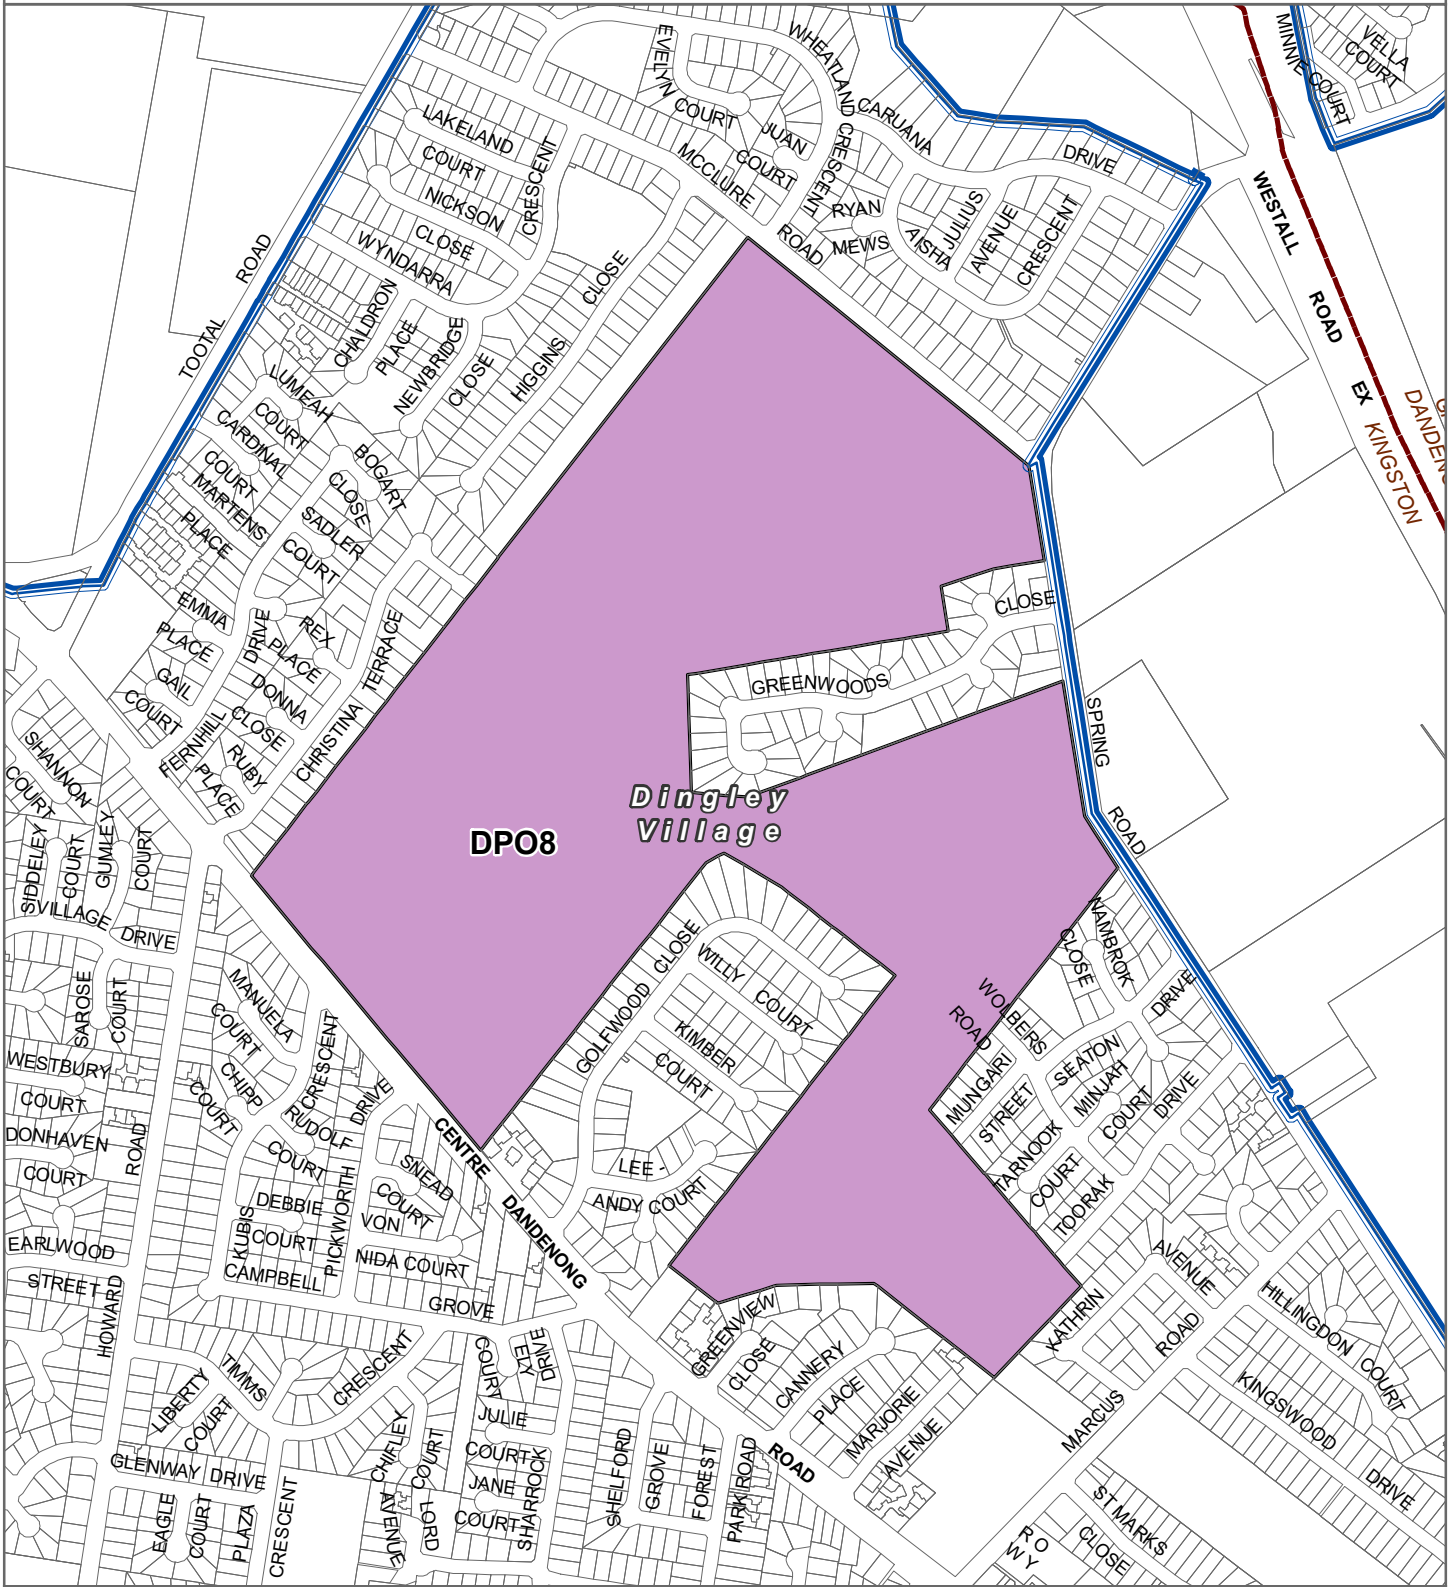 EVELYN
COURT
WHEATLAND CRESCENT
CARUANA
DRIVE
MINNIE COURT
VELLA
COURT
LAKELAND
COURT
CRESCENT
JUAN
COURT
MCCLURE
ROAD
NICKSON
CLOSE
WYNDARRA
RYAN
MEWS
AISHA
JULIUS
AVENUE
CRESCENT
WESTALL
ROAD
EX
KINGSTON
TOOTAL
ROAD
CHALDRON
PLACE
NEWBRIDGE
CLOSE
HIGGINS
CLOSE
LUMEAH
COURT
CARDINAL
COURT
MARTENS
PLACE
BOGART
CLOSE
SADLER
COURT
EMMA
PLACE
DRIVE
REX
PLACE
GAIL
COURT
DONNA
CLOSE
FERNHILL
RUBY
PLACE
CHRISTINA
TERRACE
CLOSE
GREENWOODS
SPRING
ROAD
Dingley
Village
DPO8
SHANNON
COURT
SIDDELEY
COURT
GUMLEY
COURT
VILLAGE
DRIVE
SAROSE
COURT
MANUELA
COURT
CRESCENT
CHIPP
COURT
RUDOLF
COURT
DRIVE
WESTBURY
COURT
DONHAVEN
COURT
ROAD
GOLFWOOD
CLOSE
WILLY
COURT
KIMBER
COURT
LEE-
ANDY COURT
NAMBROK
CLOSE
WOLBERS
ROAD
DRIVE
SEATON
MUNGARI
STREET
MINJAH
COURT
DRIVE
TARNOOK
COURT
TOORAK
CENTRE
DANDENONG
ROAD
SNEAD
COURT
DEBBIE
COURT
KUBIS
PICKWORTH
VON
NIDA COURT
CAMPBELL
GROVE
EARLWOOD
STREET
HOWARD
AVENUE
ROAD
KATHRIN
HILLINGDON
COURT
KINGSWOOD
DRIVE
MARCUS
GREENVIEW
CLOSE
CANNERY
PLACE
MARJORIE
AVENUE
TIMMS
CRESCENT
LIBERTY
COURT
COURT
ELY
DRIVE
JULIE
COURT
JANE
COURT
SHARROCK
GLENWAY
DRIVE
EAGLE
COURT
PLAZA
CRESCENT
CHIFLEY
COURT
AVENUE
LORD
SHELFORD
GROVE
FOREST
PARK ROAD
ST MARKS
CLOSE
RO
WY